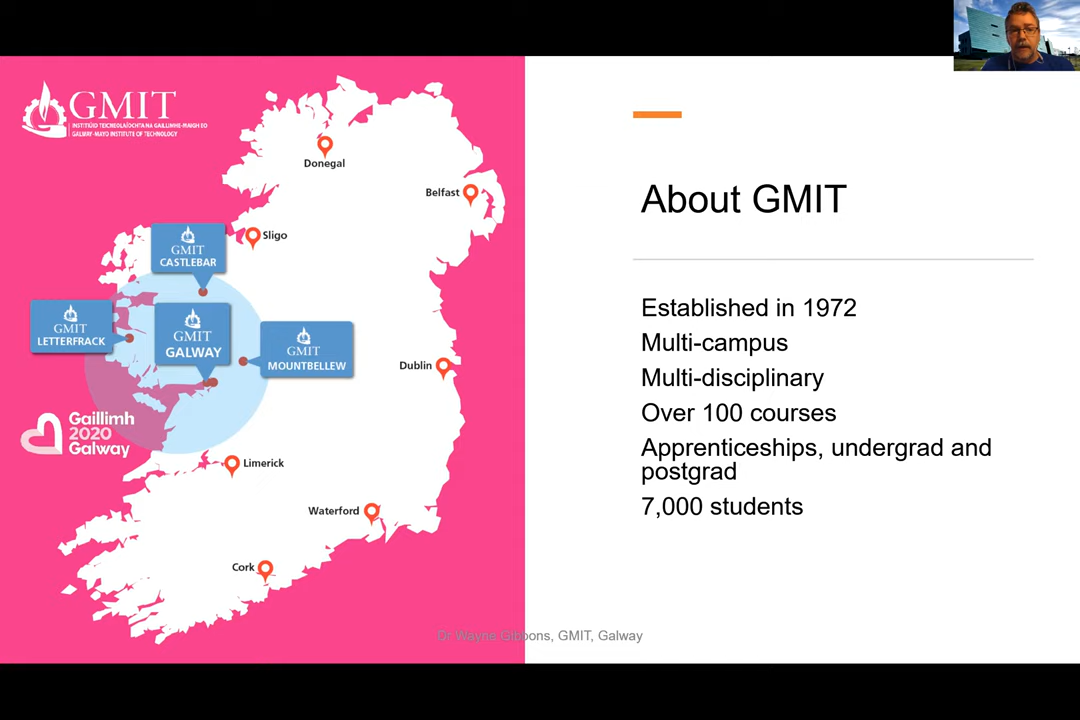 GMIT
INSTITIÚID TEICNEOLAÍOCHTA NA GAILLIMHE-MAIGH EO
GALWAY-MAYO INSTITUTE OF TECHNOLOGY
Donegal
Belfast
Sligo
GMIT
CASTLEBAR
GMIT
LETTERFRACK
GMIT
GALWAY
GMIT
MOUNTBELLEW
Dublin
Gaillimh
2020
Galway
Limerick
Waterford
Cork
About GMIT
Established in 1972
Multi-campus
Multi-disciplinary
Over 100 courses
Apprenticeships, undergrad and
postgrad
7,000 students
Dr Wayne Gibbons, GMIT, Galway